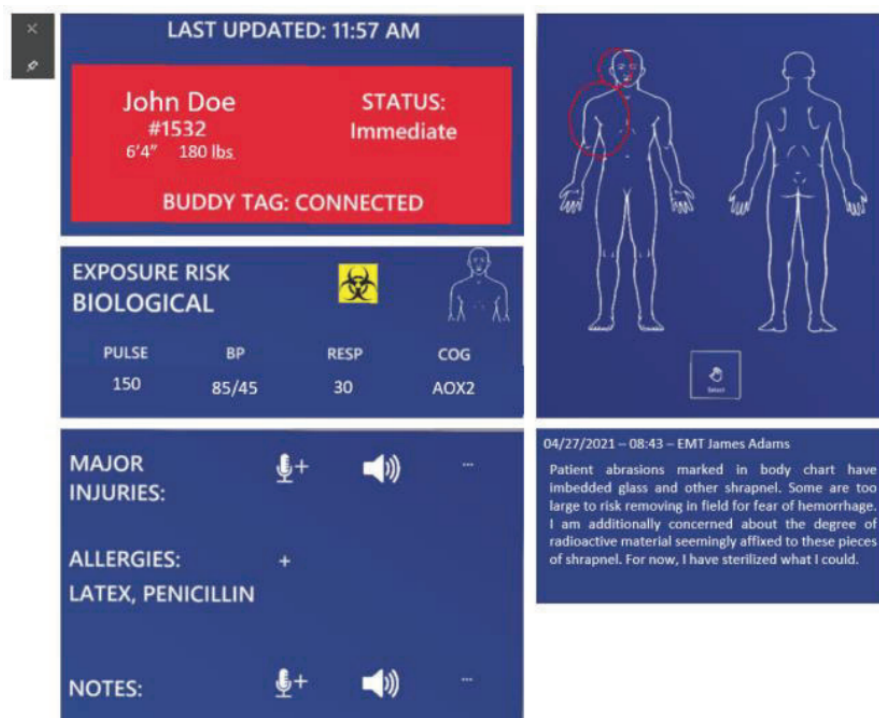 LAST UPDATED: 11:57 AM
John Doe
#1532
6'4" 180 lbs
STATUS:
Immediate
BUDDY TAG: CONNECTED
EXPOSURE RISK
BIOLOGICAL
PULSE BP RESP COG
150 85/45 30 AOX2
MAJOR
INJURIES:
ALLERGIES: +
LATEX, PENICILLIN
NOTES:
Select
04/27/2021 – 08:43 – EMT James Adams
Patient abrasions marked in body chart have
imbedded glass and other shrapnel. Some are too
large to risk removing in field for fear of hemorrhage.
I am additionally concerned about the degree of
radioactive material seemingly affixed to these pieces
of shrapnel. For now, I have sterilized what I could.